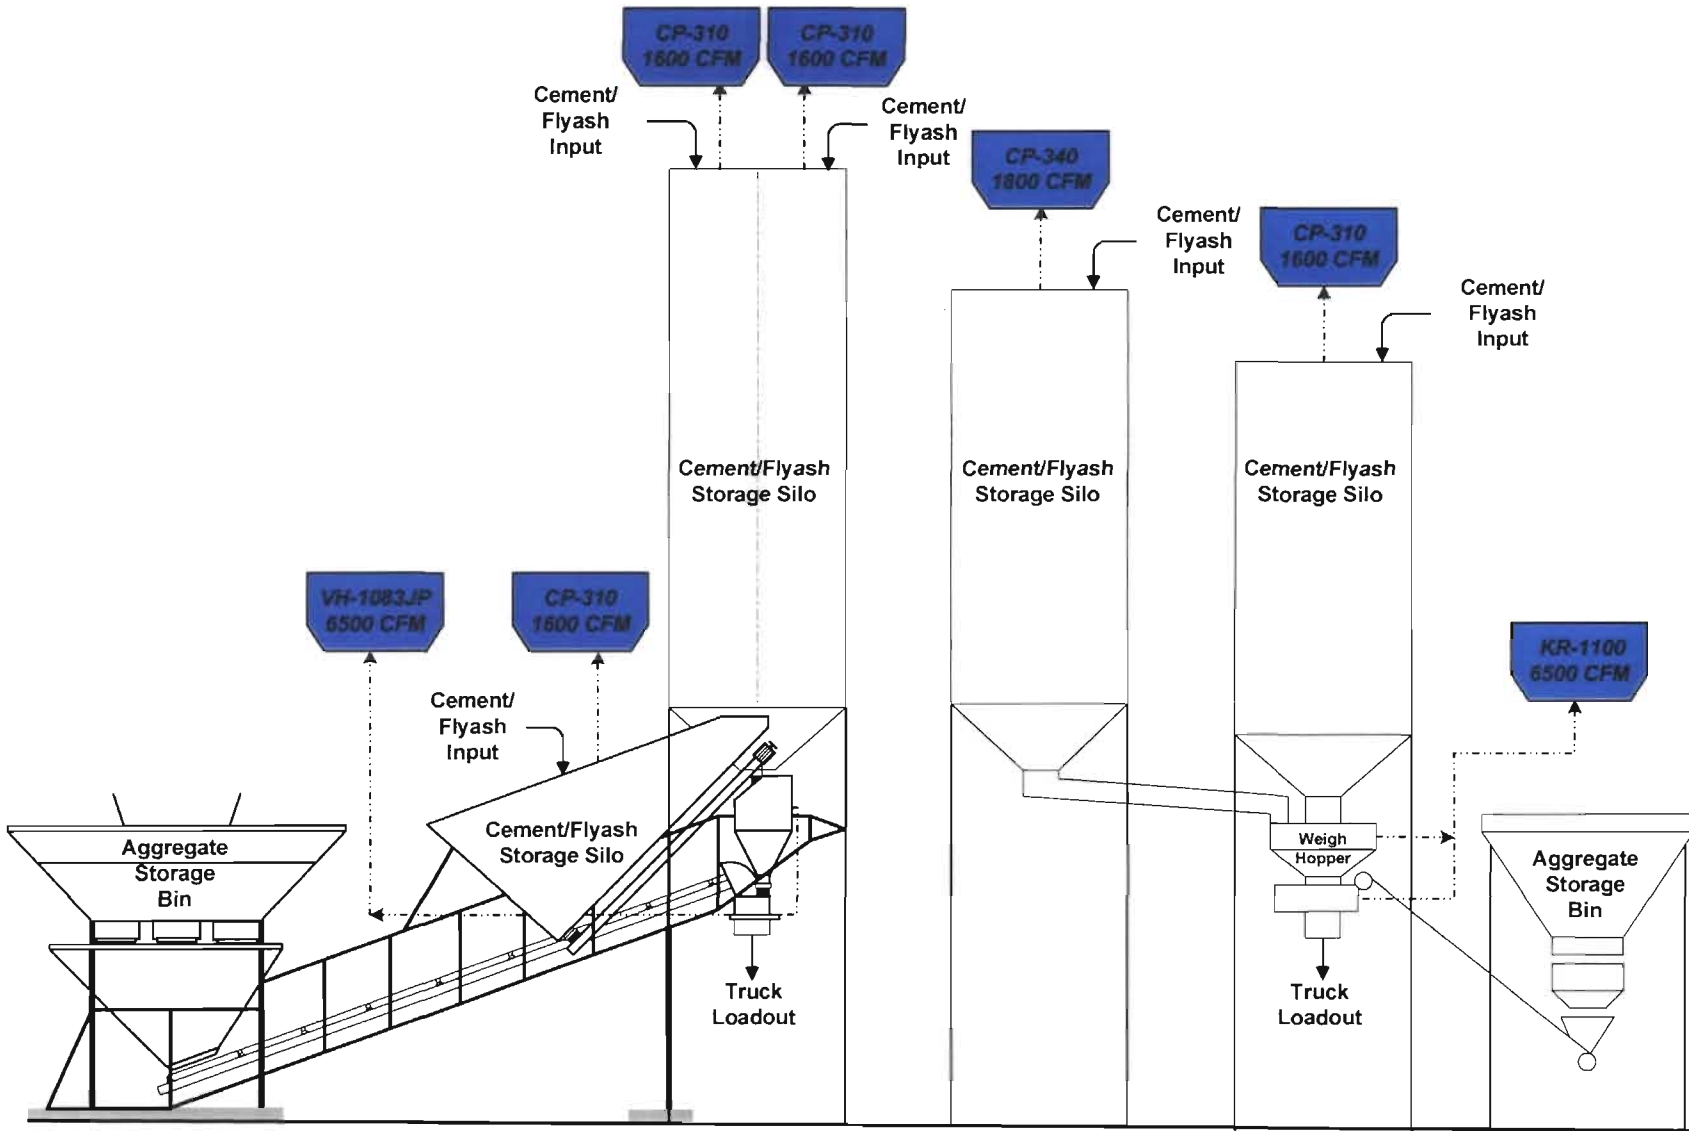 CP-310
1600 CFM
CP-310
1600 CFM
Cement/
Flyash
Input
Cement/
Flyash
Input
CP-340
1800 CFM
Cement/
Flyash
Input
CP-310
1600 CFM
Cement/
Flyash
Input
Cement/Flyash
Storage Silo
Cement/Flyash
Storage Silo
Cement/Flyash
Storage Silo
VH-1083JP
6500 CFM
CP-310
1600 CFM
KR-1100
6500 CFM
Cement/
Flyash
Input
Cement/Flyash
Storage Silo
Aggregate
Storage
Bin
Weigh
Hopper
Aggregate
Storage
Bin
Truck
Loadout
Truck
Loadout